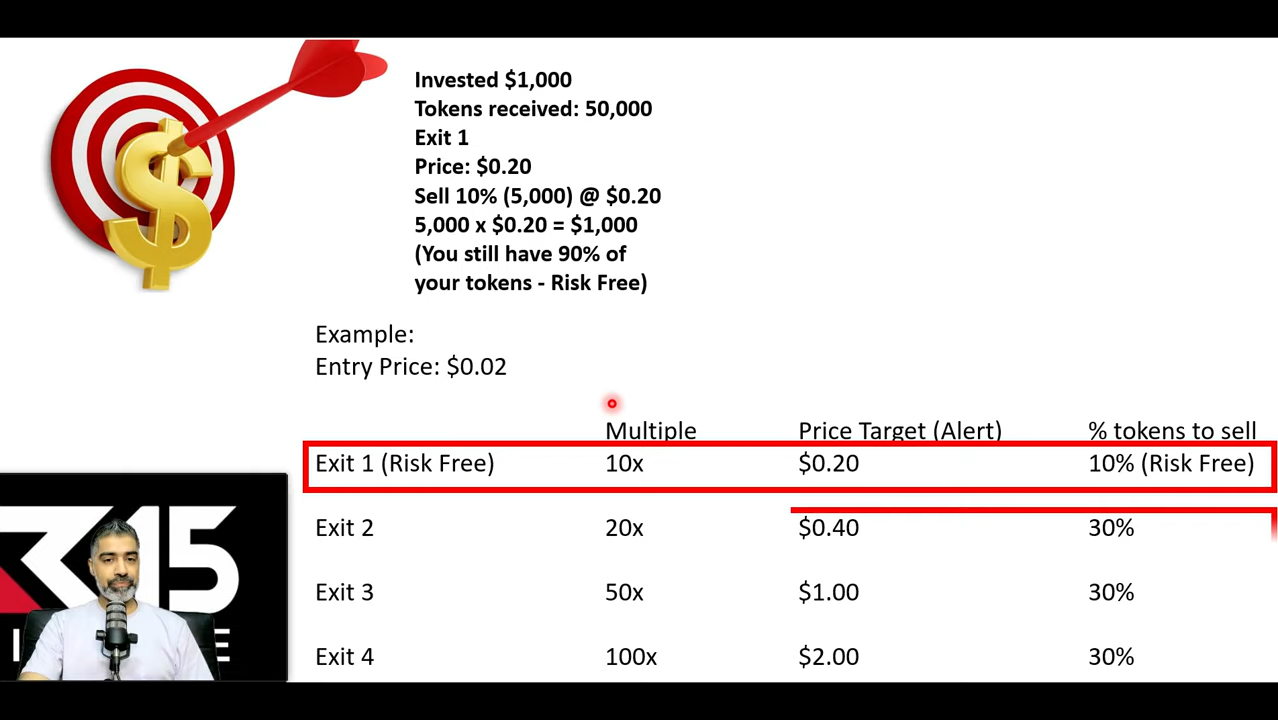 Invested $1,000
Tokens received: 50,000
Exit 1
Price: $0.20
Sell 10% (5,000) @ $0.20
5,000 x $0.20 = $1,000
(You still have 90% of
your tokens - Risk Free)
Example:
Entry Price: $0.02
Multiple Price Target (Alert) % tokens to sell
Exit 1 (Risk Free) 10x $0.20 10% (Risk Free)
Exit 2 20x $0.40 30%
Exit 3 50x $1.00 30%
Exit 4 100x $2.00 30%
15